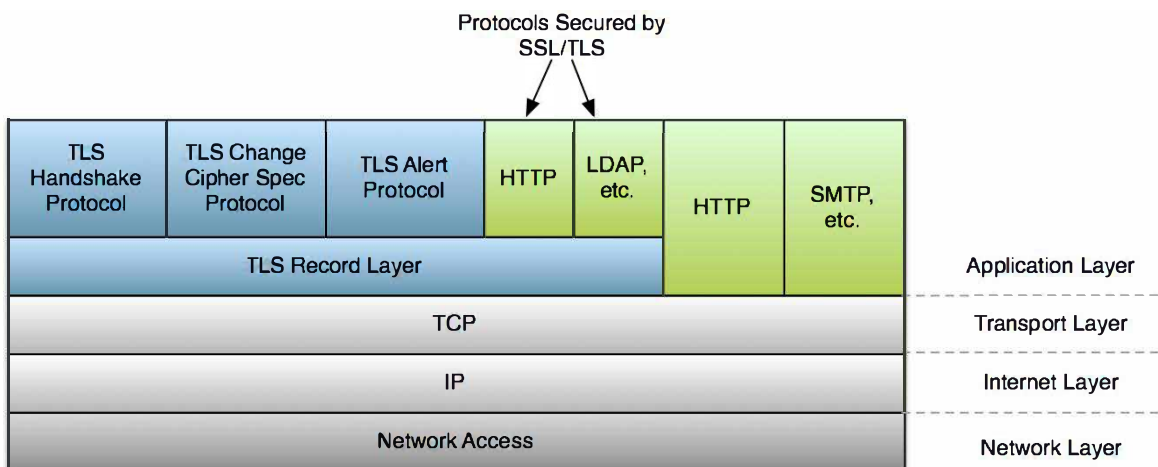 Protocols Secured by
SSL/TLS
TLS
Handshake
Protocol
TLS Change
Cipher Spec
Protocol
TLS Alert
Protocol
HTTP
LDAP,
etc.
HTTP
SMTP,
etc.
TLS Record Layer
Application Layer
TCP
Transport Layer
IP
Internet Layer
Network Access
Network Layer